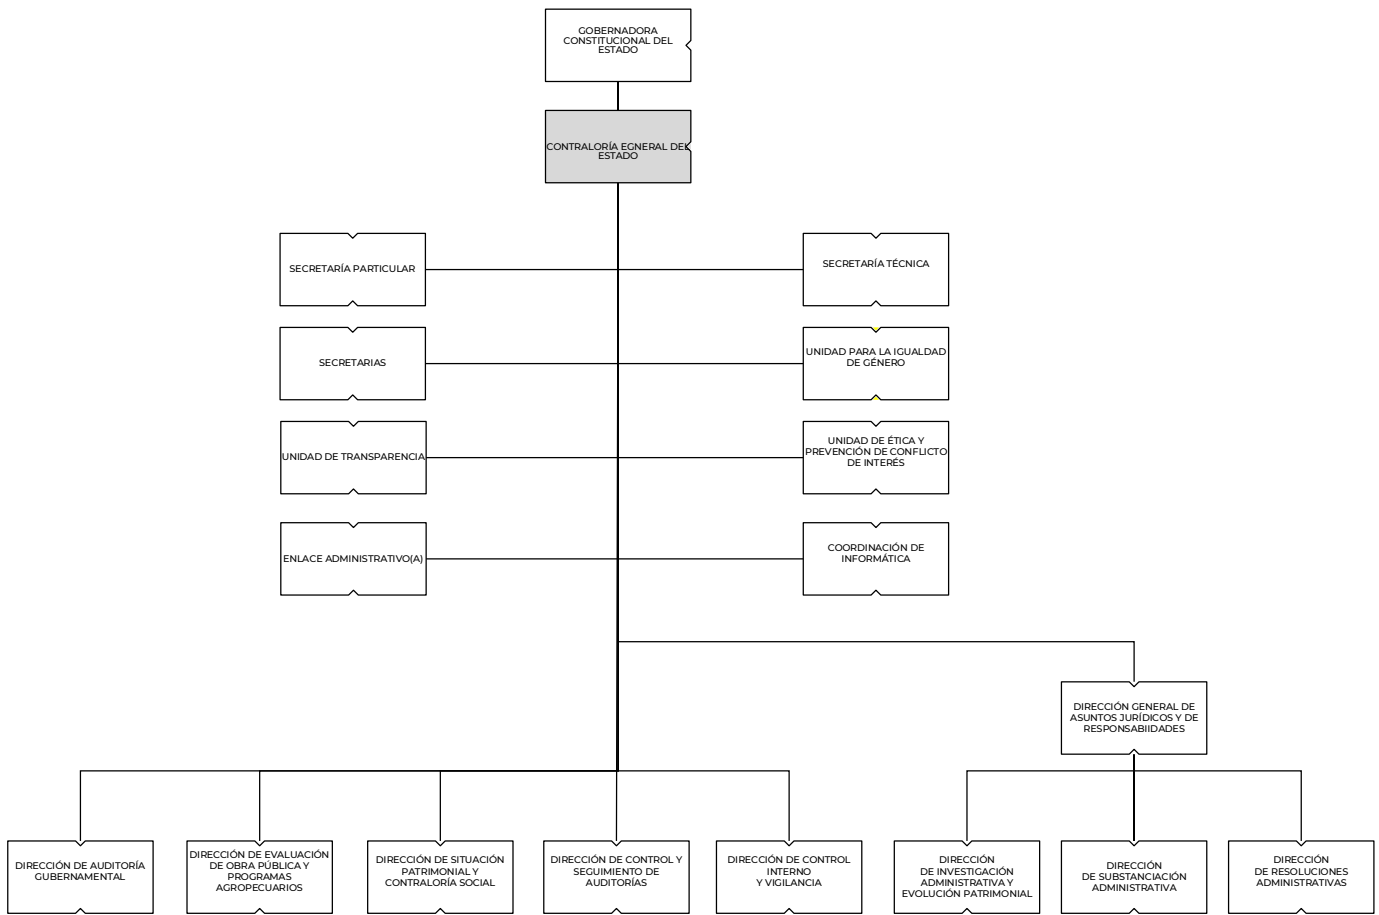 GOBERNADORA
CONSTITUCIONAL DEL
ESTADO
CONTRALORÍA EGNERAL DEL
ESTADO
SECRETARÍA PARTICULAR
SECRETARÍA TÉCNICA
SECRETARIAS
UNIDAD PARA LA IGUALDAD
DE GÉNERO
UNIDAD DE TRANSPARENCIA
UNIDAD DE ÉTICA Y
PREVENCIÓN DE CONFLICTO
DE INTERÉS
ENLACE ADMINISTRATIVO(A)
COORDINACIÓN DE
INFORMÁTICA
DIRECCIÓN GENERAL DE
ASUNTOS JURÍDICOS Y DE
RESPONSABIIDADES
DIRECCIÓN DE AUDITORÍA
GUBERNAMENTAL
DIRECCIÓN DE EVALUACIÓN
DE OBRA PÚBLICA Y
PROGRAMAS
AGROPECUARIOS
DIRECCIÓN DE SITUACIÓN
PATRIMONIAL Y
CONTRALORÍA SOCIAL
DIRECCIÓN DE CONTROL Y
SEGUIMIENTO DE
AUDITORÍAS
DIRECCIÓN DE CONTROL
INTERNO
Y VIGILANCIA
DIRECCIÓN
DE INVESTIGACIÓN
ADMINISTRATIVA Y
EVOLUCIÓN PATRIMONIAL
DIRECCIÓN
DE SUBSTANCIACIÓN
ADMINISTRATIVA
DIRECCIÓN
DE RESOLUCIONES
ADMINISTRATIVAS